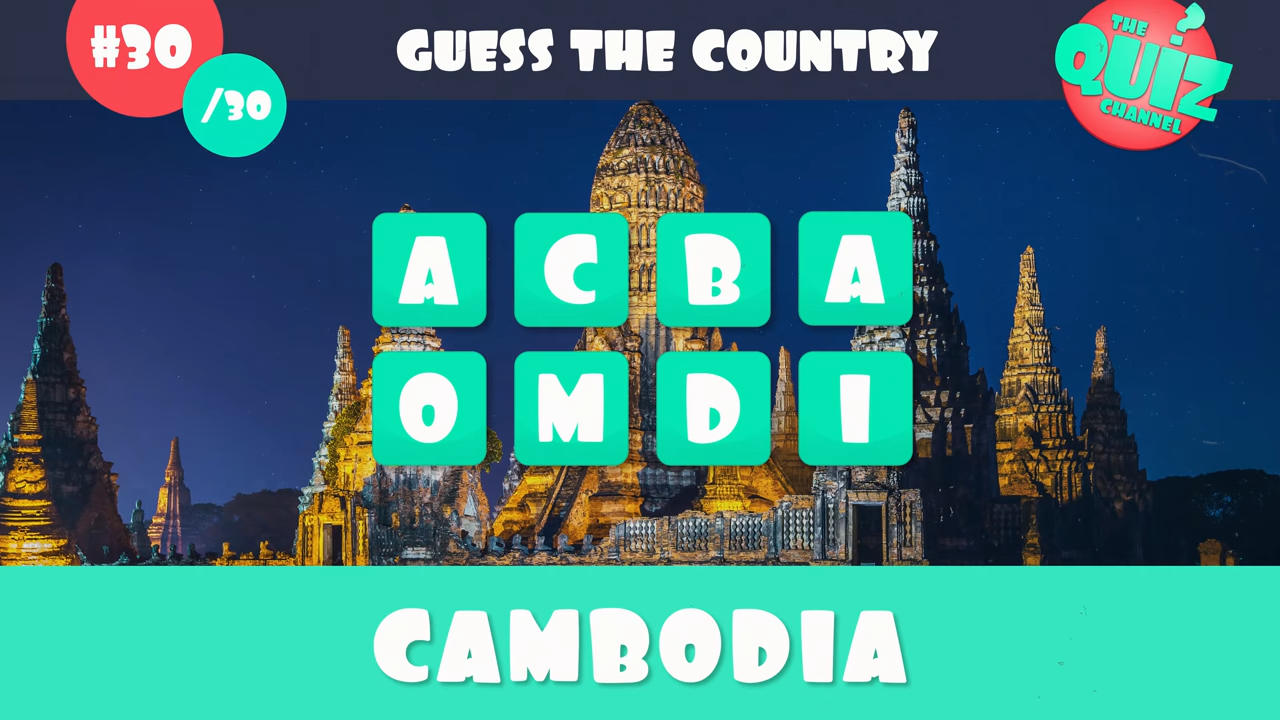 #30
/30
GUESS THE COUNTRY
THE
QUIZ
CHANNEL
A C B A
O M D I
CAMBODIA